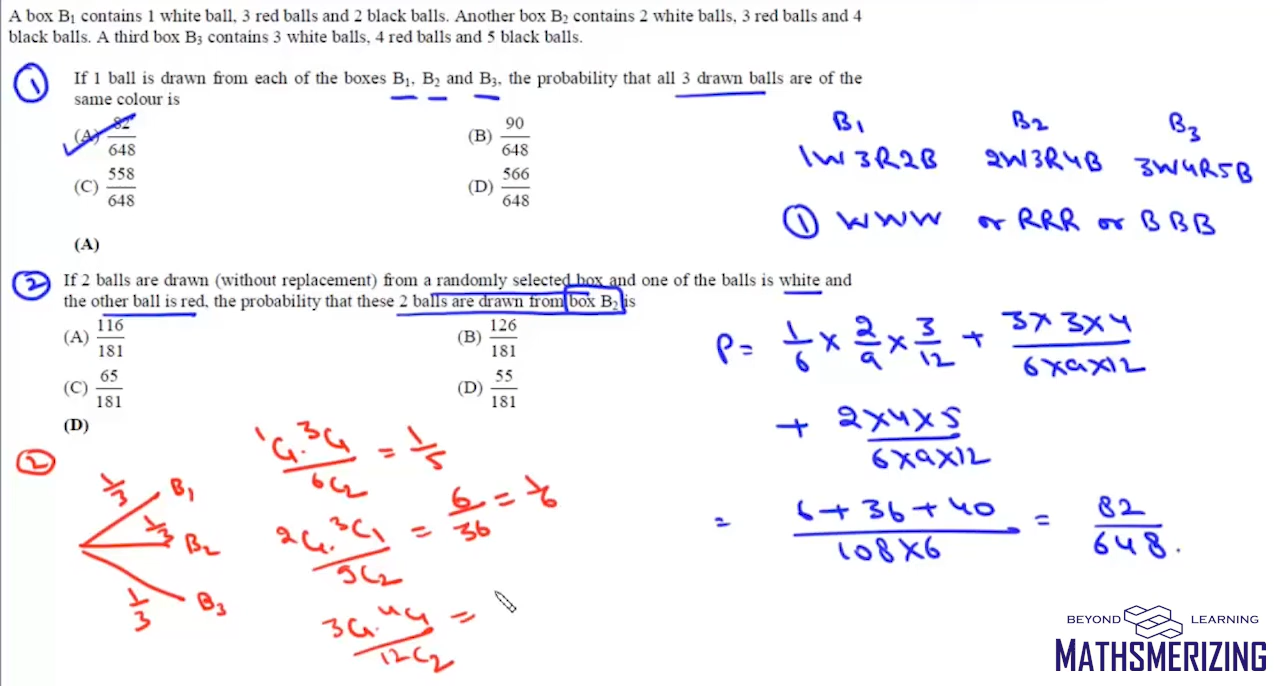 A box B₁ contains 1 white ball, 3 red balls and 2 black balls. Another box B₂ contains 2 white balls, 3 red balls and 4
black balls. A third box B₃ contains 3 white balls, 4 red balls and 5 black balls.
① If 1 ball is drawn from each of the boxes B₁, B₂ and B₃, the probability that all 3 drawn balls are of the
same colour is
(A) 82/648 (B) 90/648
(C) 558/648 (D) 566/648
(A)
B₁ B₂ B₃
1W3R2B 2W3R4B 3W4R5B
① WWW or RRR or BBB
② If 2 balls are drawn (without replacement) from a randomly selected box and one of the balls is white and
the other ball is red, the probability that these 2 balls are drawn from box B₂ is
(A) 116/181 (B) 126/181
(C) 65/181 (D) 55/181
(D)
P = 1/6 × 2/9 × 3/12 + 3×3×4/6×9×12
+ 2×4×5/6×9×12
= 6+36+40/108×6 = 82/648.
②
1/3 B₁
1/3 B₂
1/3 B₃
¹C₁.³C₁/6C₂ = 1/5
2C₁.³C₁/9C₂ = 6/36 = 1/6
3C₁.⁴C₁/12C₂ =
BEYOND LEARNING
MATHSMERIZING